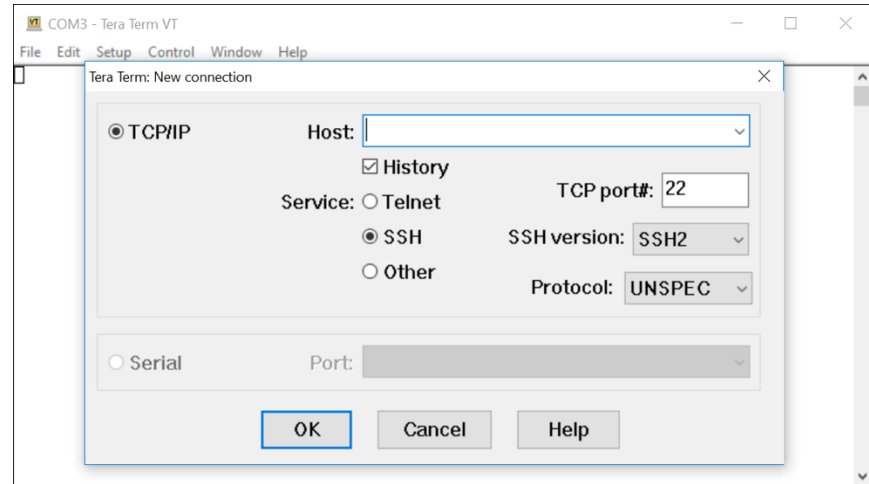 VT COM3 - Tera Term VT
File Edit Setup Control Window Help
Tera Term: New connection
TCP/IP Host:
History
Service: Telnet TCP port#: 22
SSH SSH version: SSH2
Other Protocol: UNSPEC
Serial Port:
OK Cancel Help